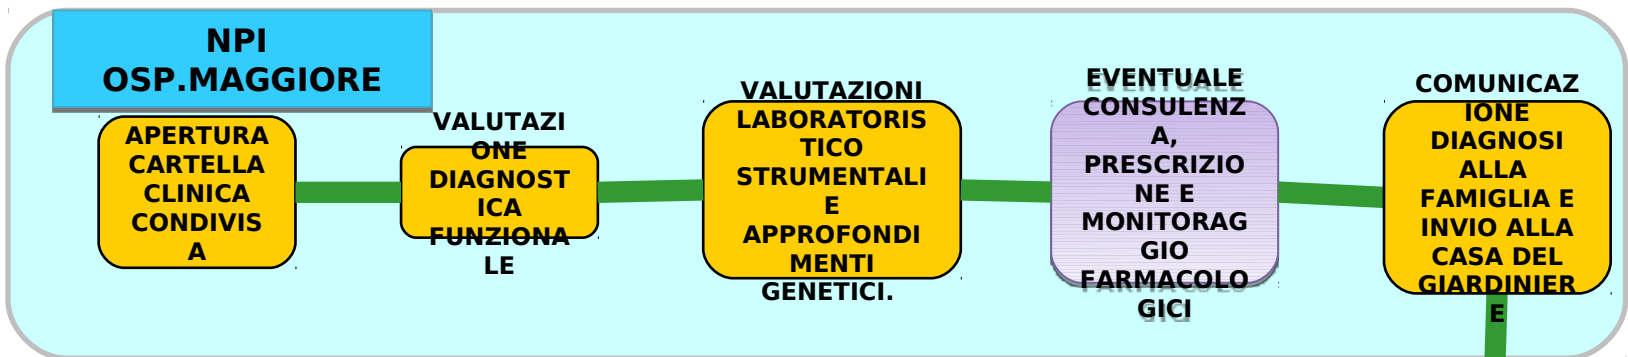 NPI
OSP.MAGGIORE
APERTURA
CARTELLA
CLINICA
CONDIVIS
A
VALUTAZI
ONE
DIAGNOST
ICA
FUNZIONA
LE
VALUTAZIONI
LABORATORIS
TICO
STRUMENTALI
E
APPROFONDI
MENTI
GENETICI.
EVENTUALE
CONSULENZ
A,
PRESCRIZIO
NE E
MONITORAG
GIO
FARMACOLO
GICI
COMUNICAZ
IONE
DIAGNOSI
ALLA
FAMIGLIA E
INVIO ALLA
CASA DEL
GIARDINIER
E